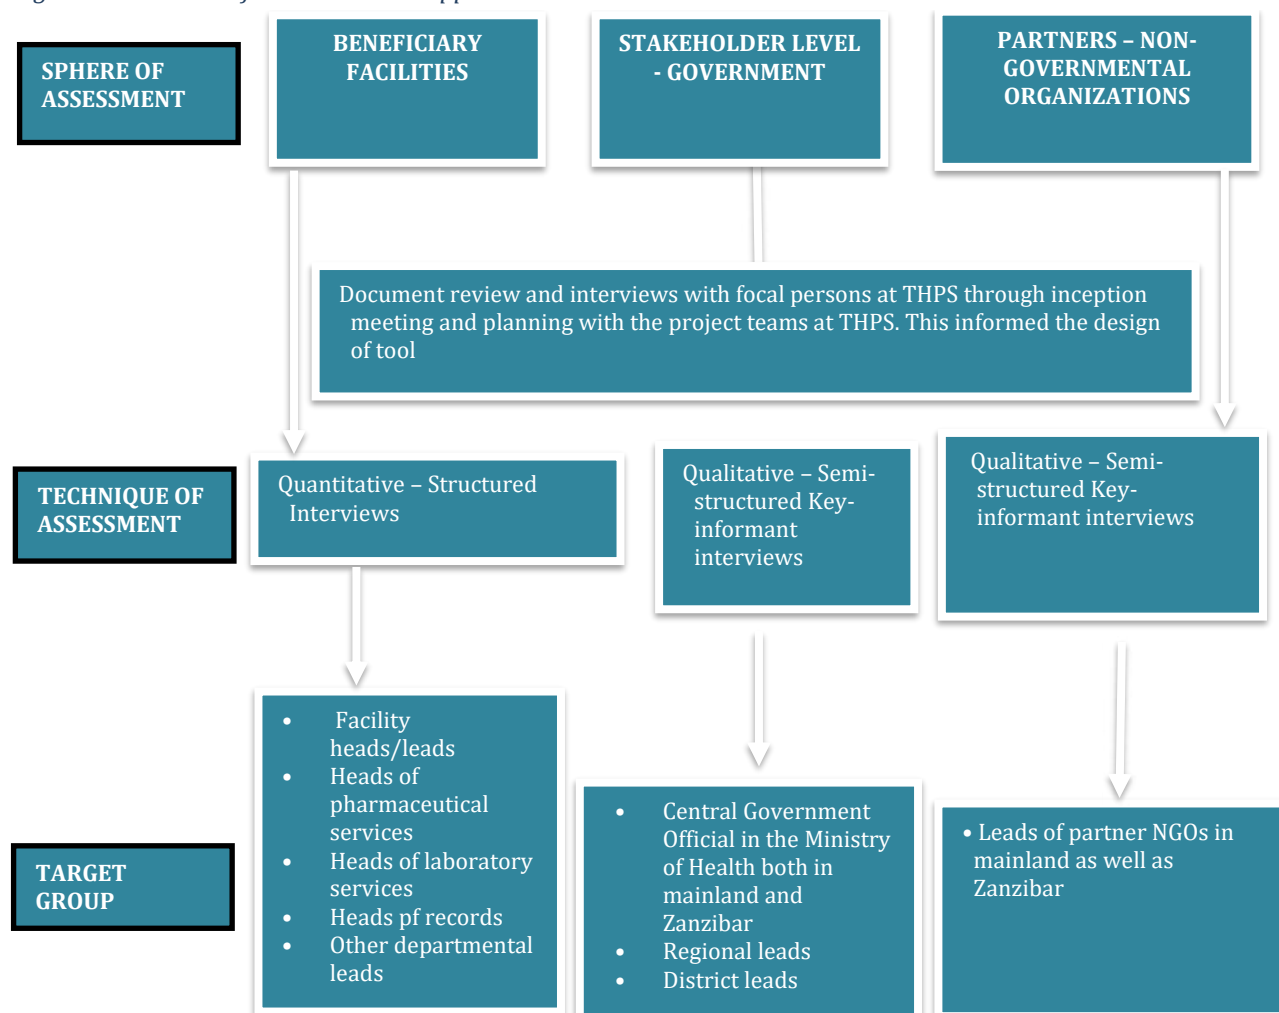 SPHERE OF
ASSESSMENT
BENEFICIARY
FACILITIES
STAKEHOLDER LEVEL
- GOVERNMENT
PARTNERS – NON-
GOVERNMENTAL
ORGANIZATIONS
Document review and interviews with focal persons at THPS through inception
meeting and planning with the project teams at THPS. This informed the design
of tool
TECHNIQUE OF
ASSESSMENT
Quantitative – Structured
Interviews
Qualitative – Semi-
structured Key-
informant
interviews
Qualitative – Semi-
structured Key-
informant interviews
TARGET
GROUP
• Facility
heads/leads
• Heads of
pharmaceutical
services
• Heads of laboratory
services
• Heads pf records
• Other departmental
leads
• Central Government
Official in the Ministry
of Health both in
mainland and
Zanzibar
• Regional leads
• District leads
• Leads of partner NGOs in
mainland as well as
Zanzibar